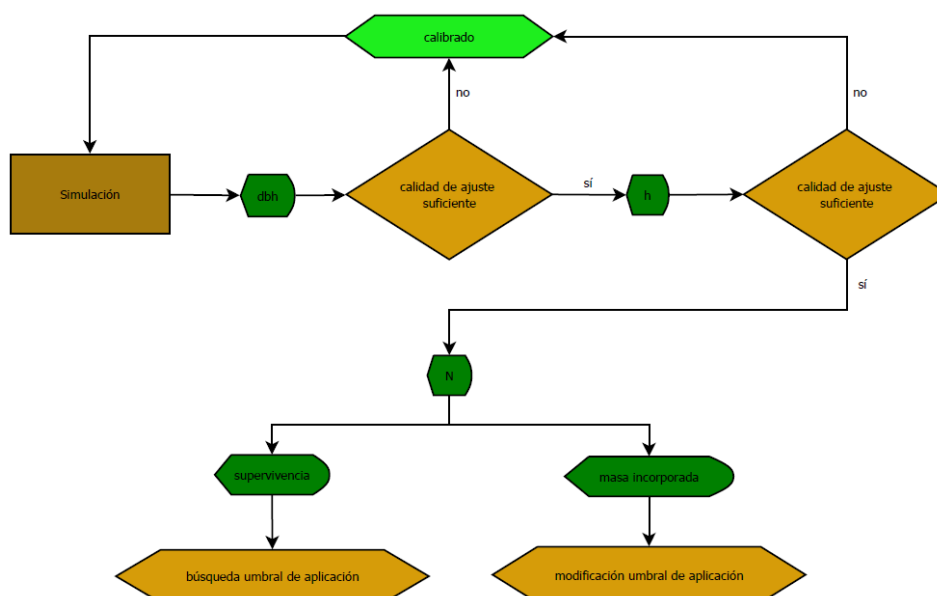 calibrado
no
no
Simulación
dbh
calidad de ajuste
suficiente
sí
h
calidad de ajuste
suficiente
sí
N
supervivencia
masa incorporada
búsqueda umbral de aplicación
modificación umbral de aplicación